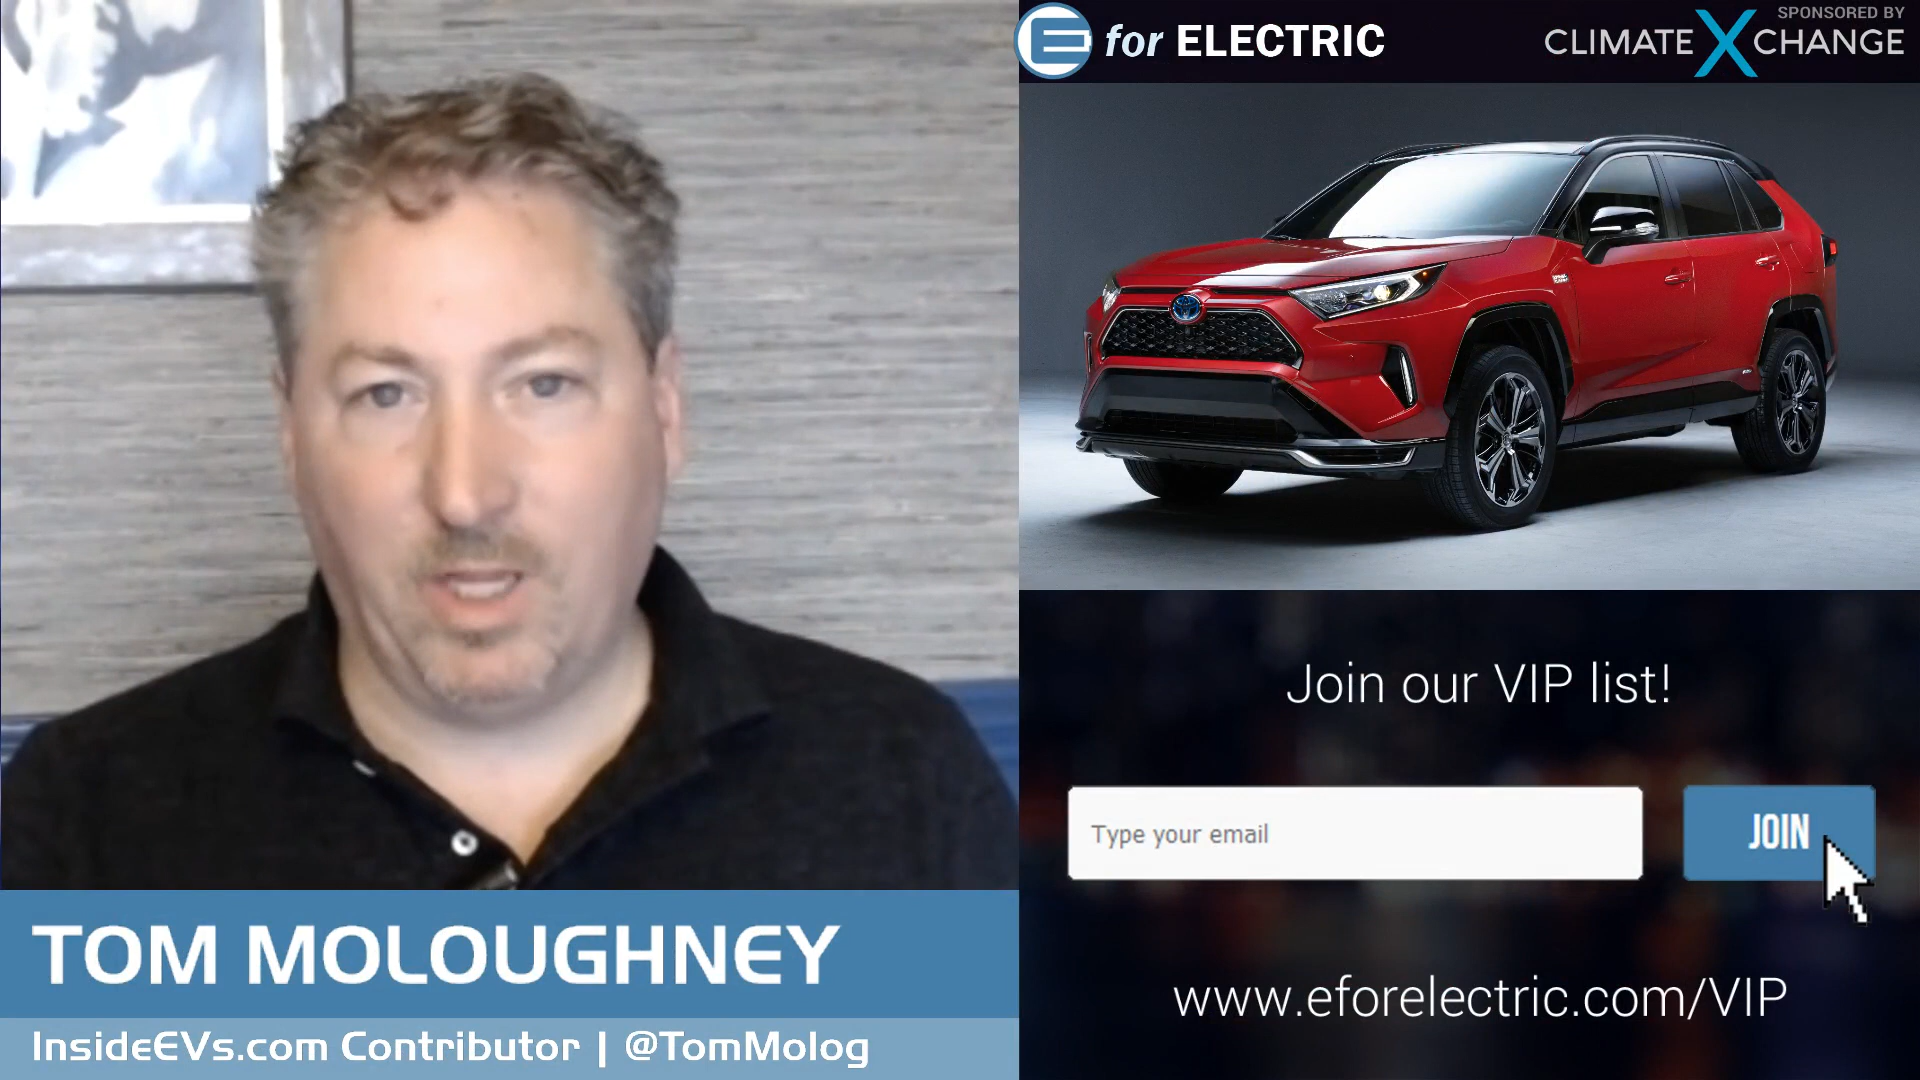 E for ELECTRIC
SPONSORED BY
CLIMATE XCHANGE
Join our VIP list!
Type your email
JOIN
www.eforelectric.com/VIP
TOM MOLOUGHNEY
InsideEVs.com Contributor | @TomMolog